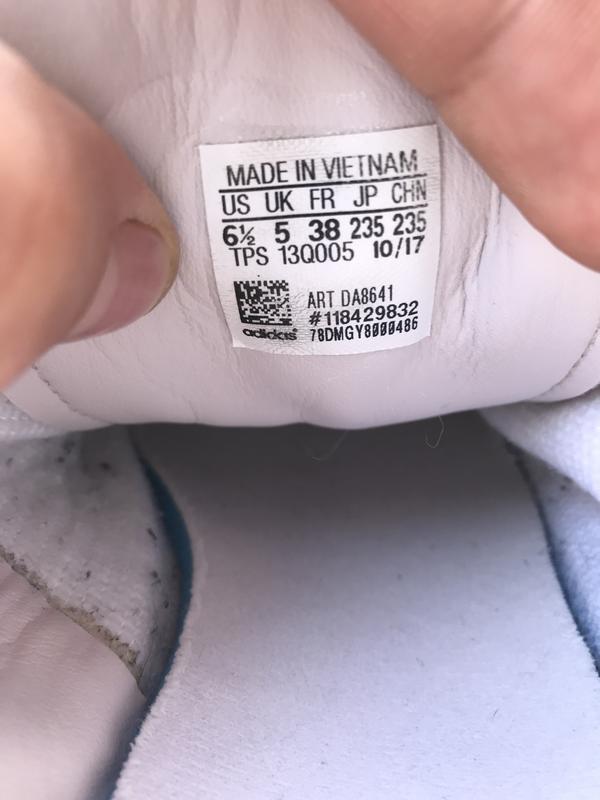 MADE IN VIETNAM
US UK FR JP CHN
6½ 5 38 235 235
TPS 13Q005 10/17
ART DA8641
#118429832
adidas 78DMGY8000486